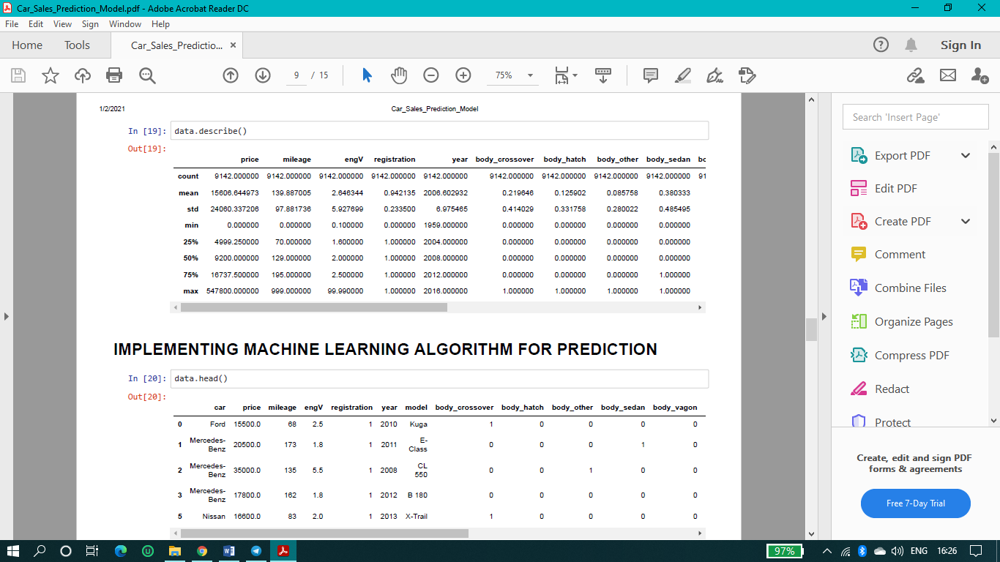 Car_Sales_Prediction_Model.pdf - Adobe Acrobat Reader DC
File Edit View Sign Window Help
Home Tools Car_Sales_Predictio... × ? Sign In
9 / 15 75%
1/2/2021 Car_Sales_Prediction_Model
In [19]: data.describe()
Out[19]:
price mileage engV registration year body_crossover body_hatch body_other body_sedan
count 9142.000000 9142.000000 9142.000000 9142.000000 9142.000000 9142.000000 9142.000000 9142.000000 9142.000000 91
mean 15606.644973 139.887005 2.646344 0.942135 2006.602932 0.219646 0.125902 0.085758 0.380333
std 24060.337206 97.881736 5.927699 0.233500 6.975465 0.414029 0.331758 0.280022 0.485495
min 0.000000 0.000000 0.100000 0.000000 1959.000000 0.000000 0.000000 0.000000 0.000000
25% 4999.250000 70.000000 1.600000 1.000000 2004.000000 0.000000 0.000000 0.000000 0.000000
50% 9200.000000 129.000000 2.000000 1.000000 2008.000000 0.000000 0.000000 0.000000 0.000000
75% 16737.500000 195.000000 2.500000 1.000000 2012.000000 0.000000 0.000000 0.000000 1.000000
max 547800.000000 999.000000 99.990000 1.000000 2016.000000 1.000000 1.000000 1.000000 1.000000
IMPLEMENTING MACHINE LEARNING ALGORITHM FOR PREDICTION
In [20]: data.head()
Out[20]:
car price mileage engV registration year model body_crossover body_hatch body_other body_sedan body_vagon
0 Ford 15500.0 68 2.5 1 2010 Kuga 1 0 0 0 0
1 Mercedes-Benz 20500.0 173 1.8 1 2011 E-Class 0 0 0 1 0
2 Mercedes-Benz 35000.0 135 5.5 1 2008 CL 550 0 0 1 0 0
3 Mercedes-Benz 17800.0 162 1.8 1 2012 B 180 0 0 0 0 0
5 Nissan 16600.0 83 2.0 1 2013 X-Trail 1 0 0 0 0
Search 'Insert Page'
Export PDF
Edit PDF
Create PDF
Comment
Combine Files
Organize Pages
Compress PDF
Redact
Protect
Create, edit and sign PDF
forms & agreements
Free 7-Day Trial
97% ENG 16:26